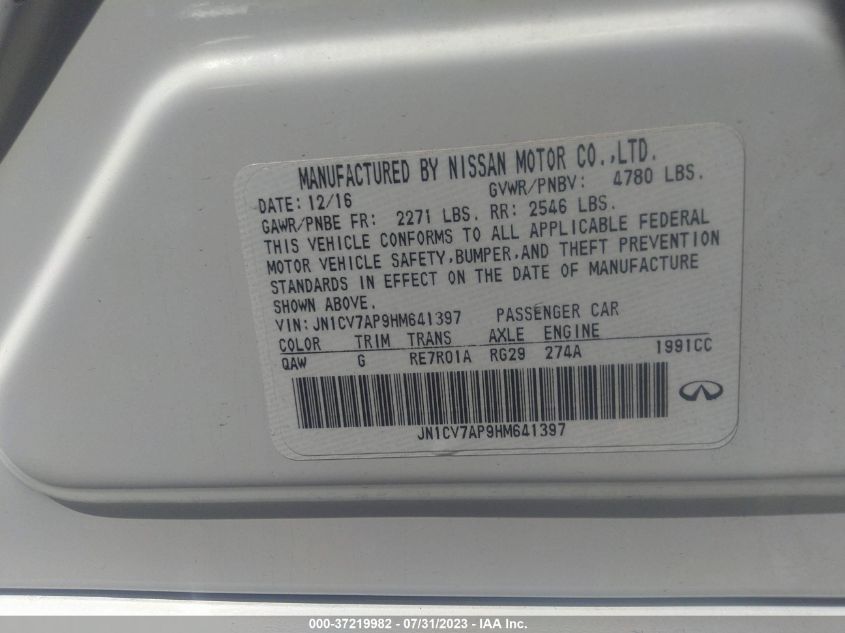 MANUFACTURED BY NISSAN MOTOR CO.,LTD.
DATE: 12/16 GVWR/PNBV: 4780 LBS.
GAWR/PNBE FR: 2271 LBS. RR: 2546 LBS.
THIS VEHICLE CONFORMS TO ALL APPLICABLE FEDERAL
MOTOR VEHICLE SAFETY,BUMPER,AND THEFT PREVENTION
STANDARDS IN EFFECT ON THE DATE OF MANUFACTURE
SHOWN ABOVE.
VIN: JN1CV7AP9HM641397 PASSENGER CAR
COLOR TRIM TRANS AXLE ENGINE
QAW G RE7R01A RG29 274A 1991CC
JN1CV7AP9HM641397
000-37219982 - 07/31/2023 - IAA Inc.